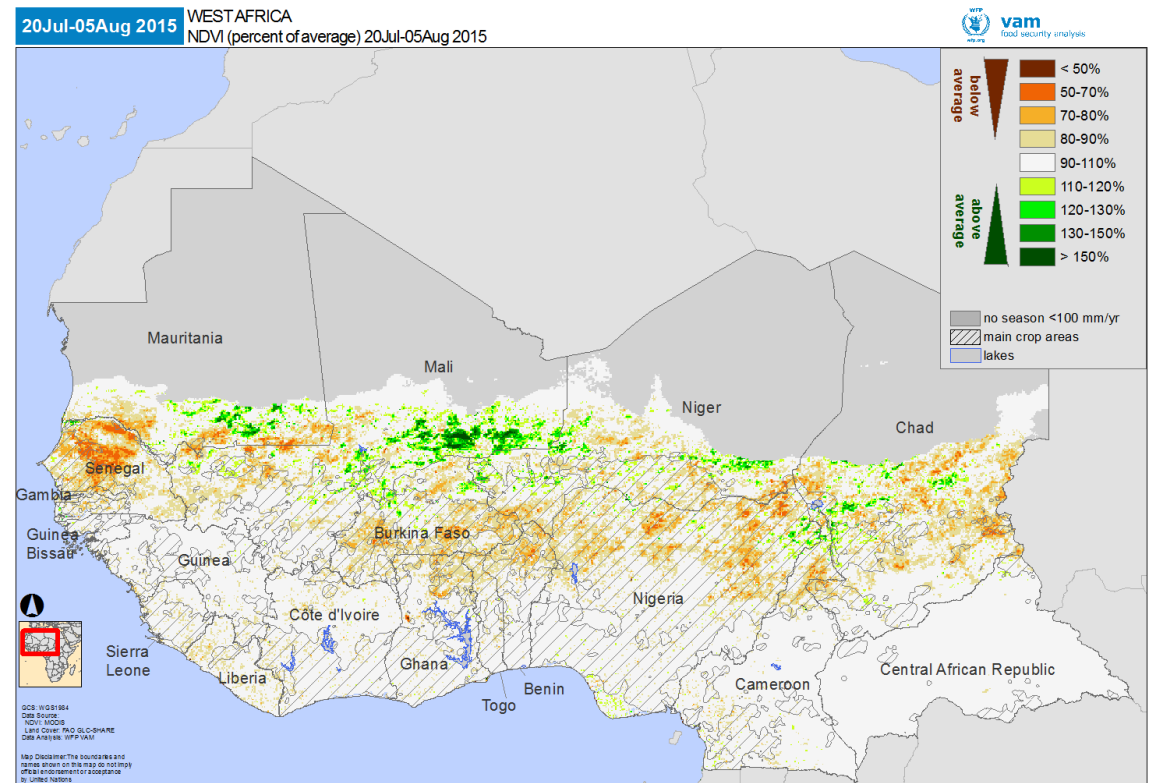 20Jul-05Aug 2015
WEST AFRICA
NDVI (percent of average) 20Jul-05Aug 2015
WFP
wfp.org
vam
food security analysis
below
average
above
average
< 50%
50-70%
70-80%
80-90%
90-110%
110-120%
120-130%
130-150%
> 150%
no season <100 mm/yr
main crop areas
lakes
Mauritania
Mali
Niger
Chad
Senegal
Gambia
Guinea
Bissau
Burkina Faso
Guinea
Nigeria
Côte d'Ivoire
Sierra
Leone
Ghana
Liberia
Benin
Togo
Cameroon
Central African Republic
GCS: WGS1984
Data Source:
NDVI: MODIS
Land Cover: FAO GLC-SHARE
Data Analysis: WFP VAM
Map Disclaimer:The boundaries and
names shown on this map do not imply
official endorsement or acceptance
by United Nations